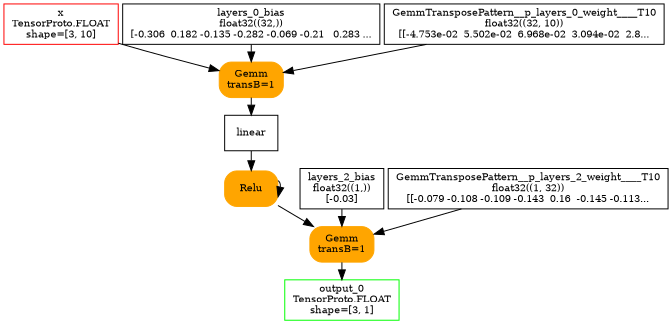 x
TensorProto.FLOAT
shape=[3, 10]
layers_0_bias
float32((32,))
[-0.306  0.182 -0.135 -0.282 -0.069 -0.21   0.283 ...
GemmTransposePattern__p_layers_0_weight____T10
float32((32, 10))
[[-4.753e-02  5.502e-02  6.968e-02  3.094e-02  2.8...
Gemm
transB=1
linear
Relu
layers_2_bias
float32((1,))
[-0.03]
GemmTransposePattern__p_layers_2_weight____T10
float32((1, 32))
[[-0.079 -0.108 -0.109 -0.143  0.16  -0.145 -0.113...
Gemm
transB=1
output_0
TensorProto.FLOAT
shape=[3, 1]